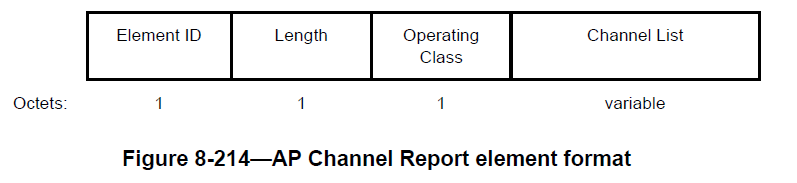 Element ID Length Operating Class Channel List
Octets: 1 1 1 variable
Figure 8-214—AP Channel Report element format